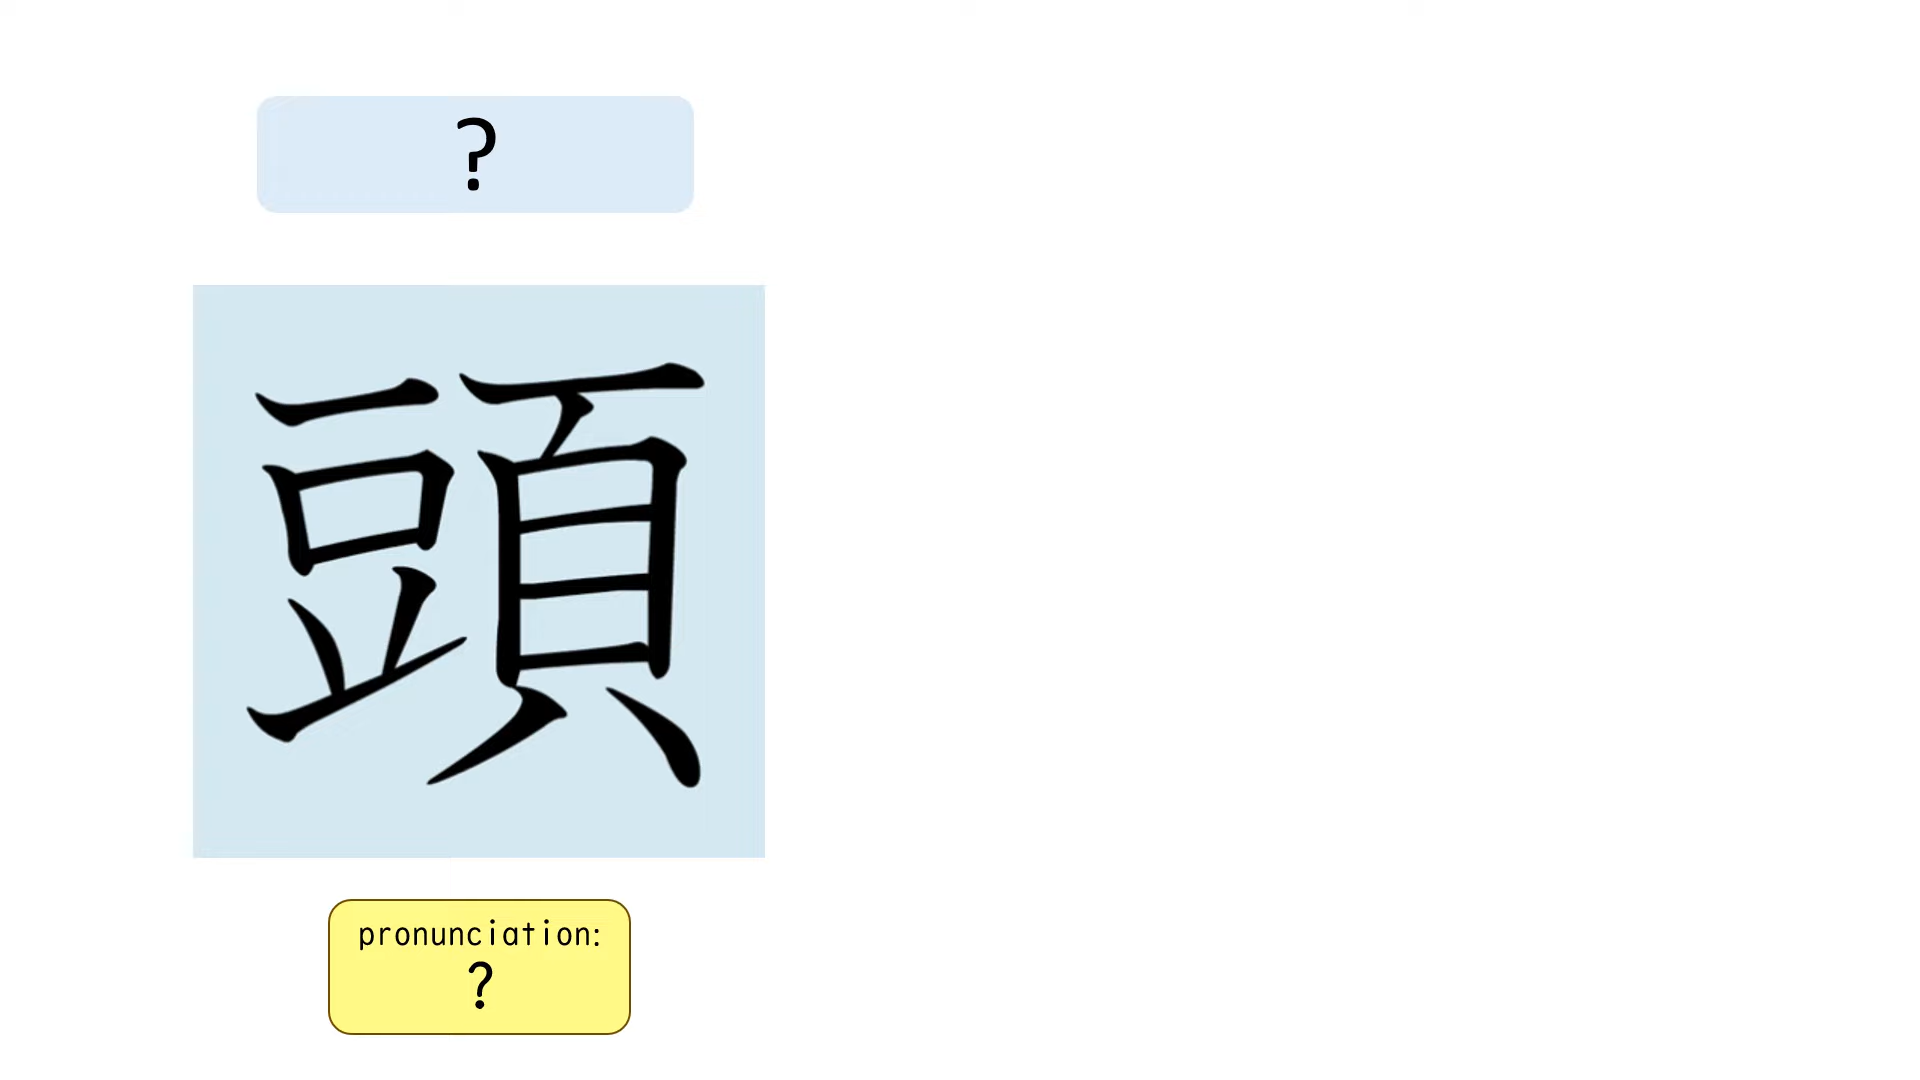 ?
頭
pronunciation:
?